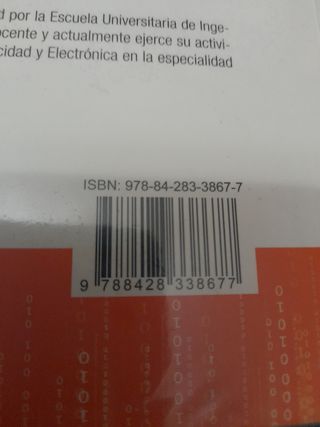 d por la Escuela Universitaria de Inge-
ocente y actualmente ejerce su activi-
cidad y Electrónica en la especialidad
ISBN: 978-84-283-3867-7
9 788428 338677